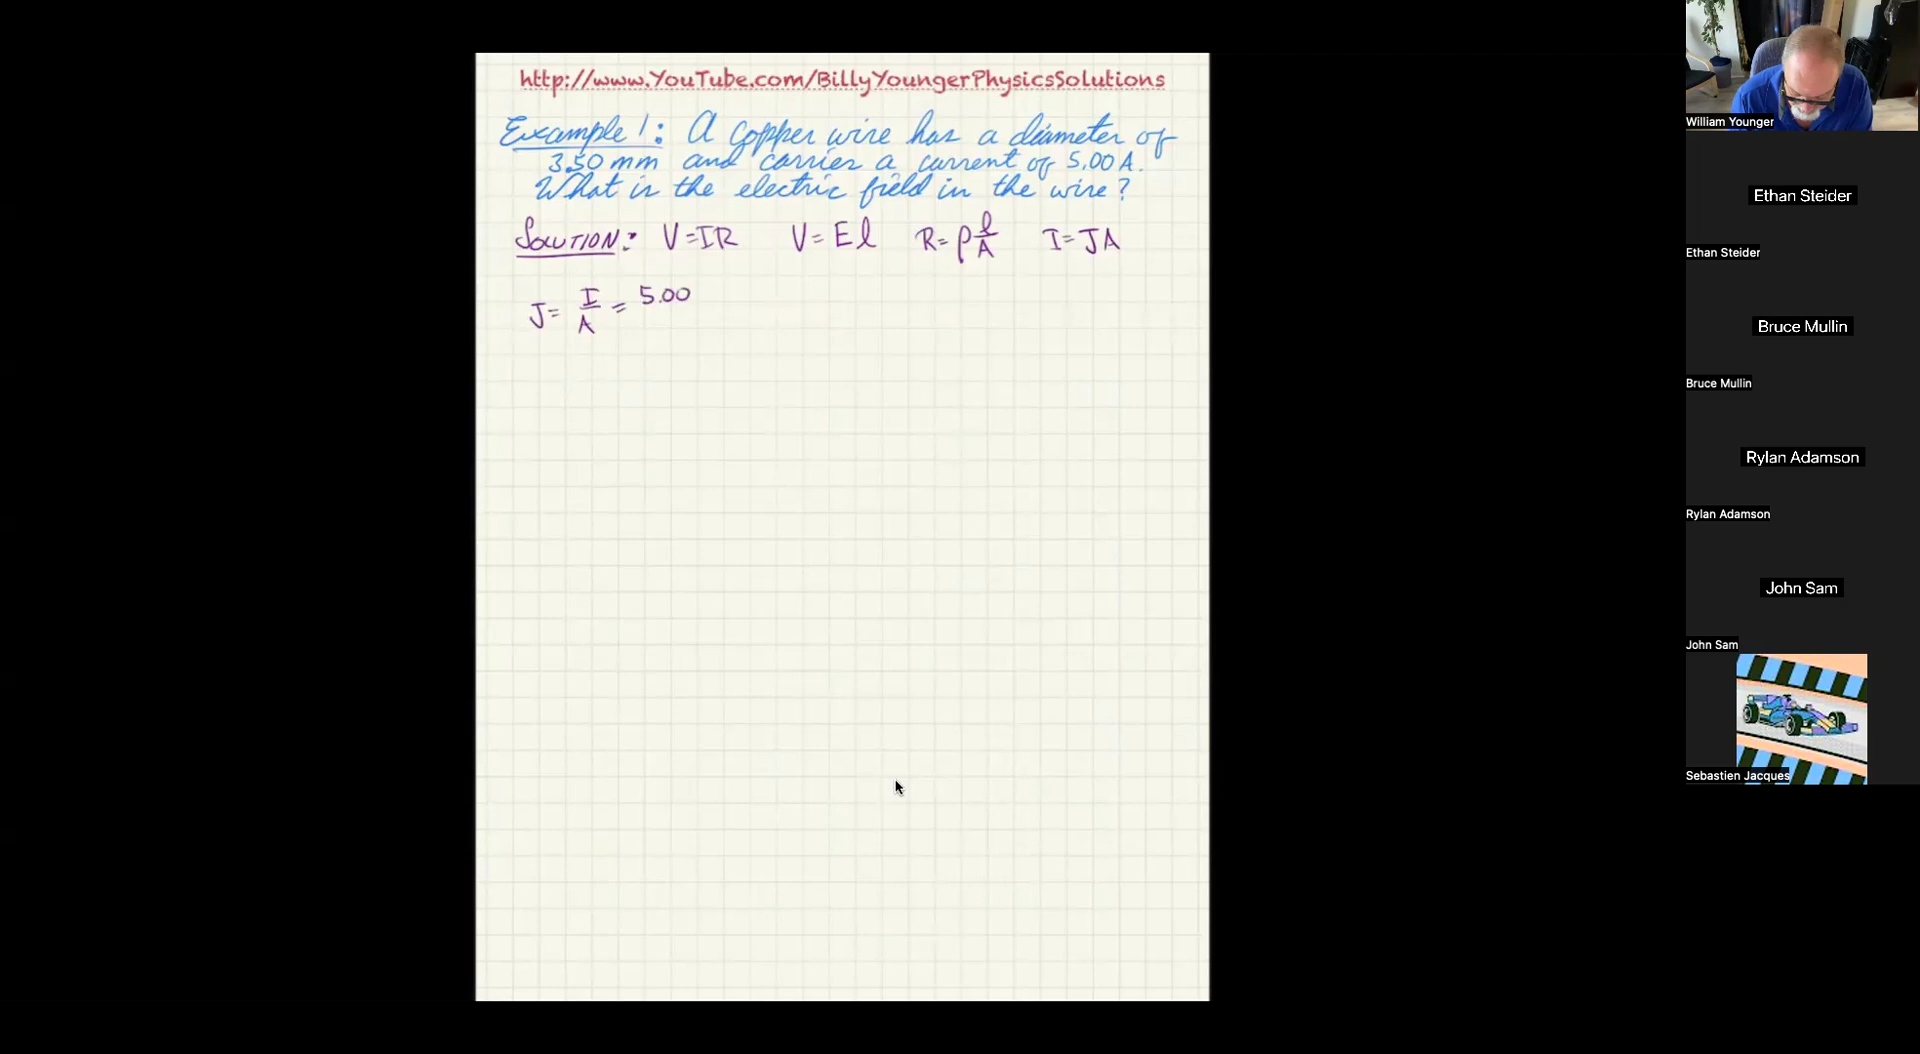 http://www.YouTube.com/BillyYoungerPhysicsSolutions
Example 1: A copper wire has a diameter of
3.50 mm and carries a current of 5.00 A.
What is the electric field in the wire?
SOLUTION: V=IR V=El R=ρl/A I=JA
J=I/A=5.00
William Younger
Ethan Steider
Ethan Steider
Bruce Mullin
Bruce Mullin
Rylan Adamson
Rylan Adamson
John Sam
John Sam
Sebastien Jacques